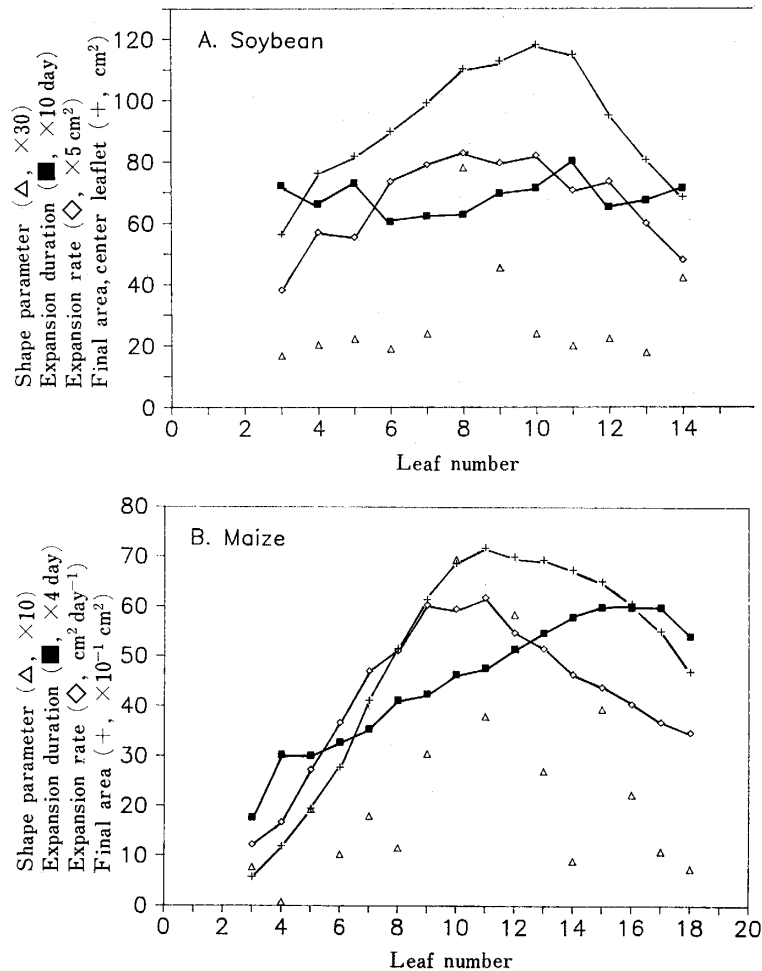 A. Soybean
Shape parameter (△, ×30)
Expansion duration (■, ×10 day)
Expansion rate (◇, ×5 cm²)
Final area, center leaflet (+, cm²)
120
100
80
60
40
20
0
0 2 4 6 8 10 12 14
Leaf number
B. Maize
Shape parameter (△, ×10)
Expansion duration (■, ×4 day)
Expansion rate (◇, cm² day⁻¹)
Final area (+, ×10⁻¹ cm²)
80
70
60
50
40
30
20
10
0
0 2 4 6 8 10 12 14 16 18 20
Leaf number